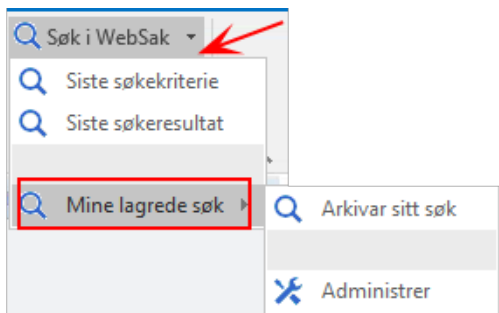 Søk i WebSak
Siste søkekriterie
Siste søkeresultat
Mine lagrede søk
Arkivar sitt søk
Administrer